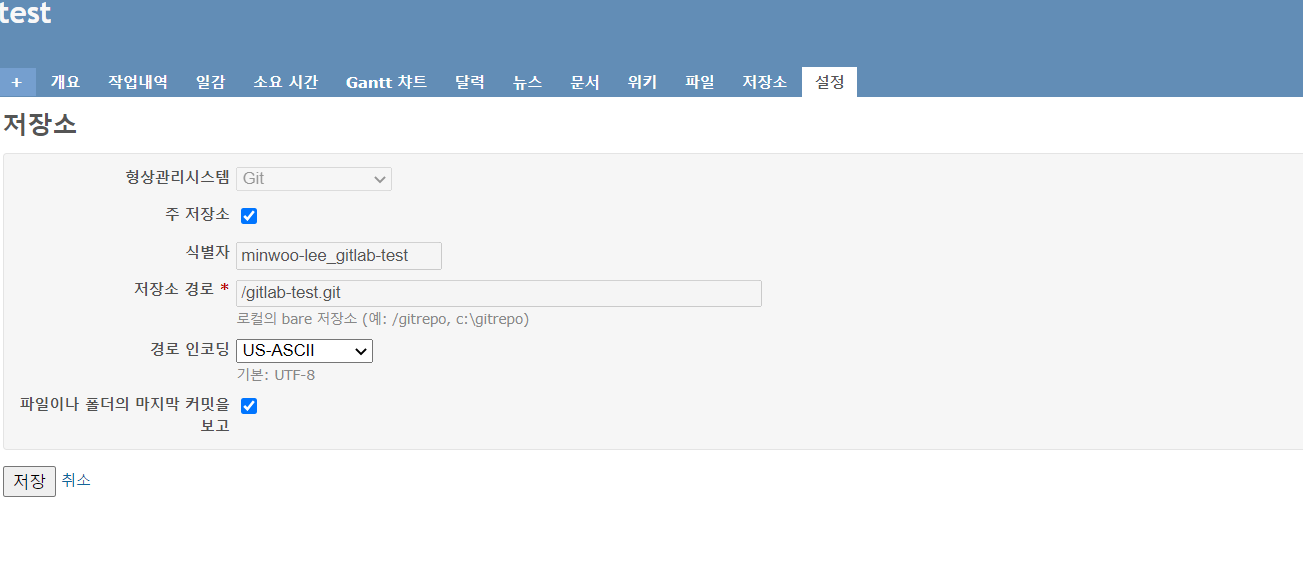 test
+ 개요 작업내역 일감 소요 시간 Gantt 챠트 달력 뉴스 문서 위키 파일 저장소 설정
저장소
형상관리시스템 Git
주 저장소
식별자 minwoo-lee_gitlab-test
저장소 경로 * /gitlab-test.git
로컬의 bare 저장소 (예: /gitrepo, c:\gitrepo)
경로 인코딩 US-ASCII
기본: UTF-8
파일이나 폴더의 마지막 커밋을
보고
저장 취소